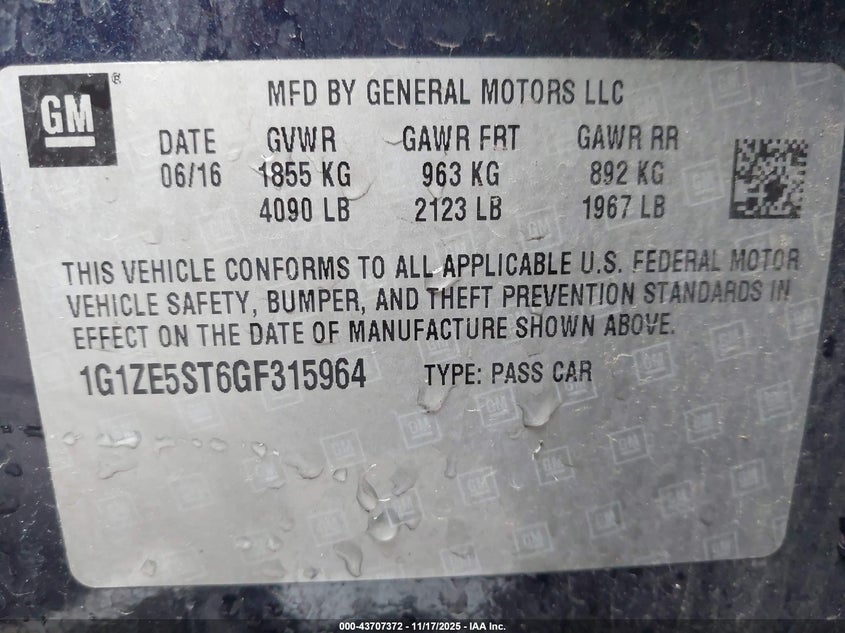 GM ®
MFD BY GENERAL MOTORS LLC
DATE GVWR GAWR FRT GAWR RR
06/16 1855 KG 963 KG 892 KG
4090 LB 2123 LB 1967 LB
THIS VEHICLE CONFORMS TO ALL APPLICABLE U.S. FEDERAL MOTOR
VEHICLE SAFETY, BUMPER, AND THEFT PREVENTION STANDARDS IN
EFFECT ON THE DATE OF MANUFACTURE SHOWN ABOVE.
1G1ZE5ST6GF315964 TYPE: PASS CAR
000-43707372 - 11/17/2025 - IAA Inc.